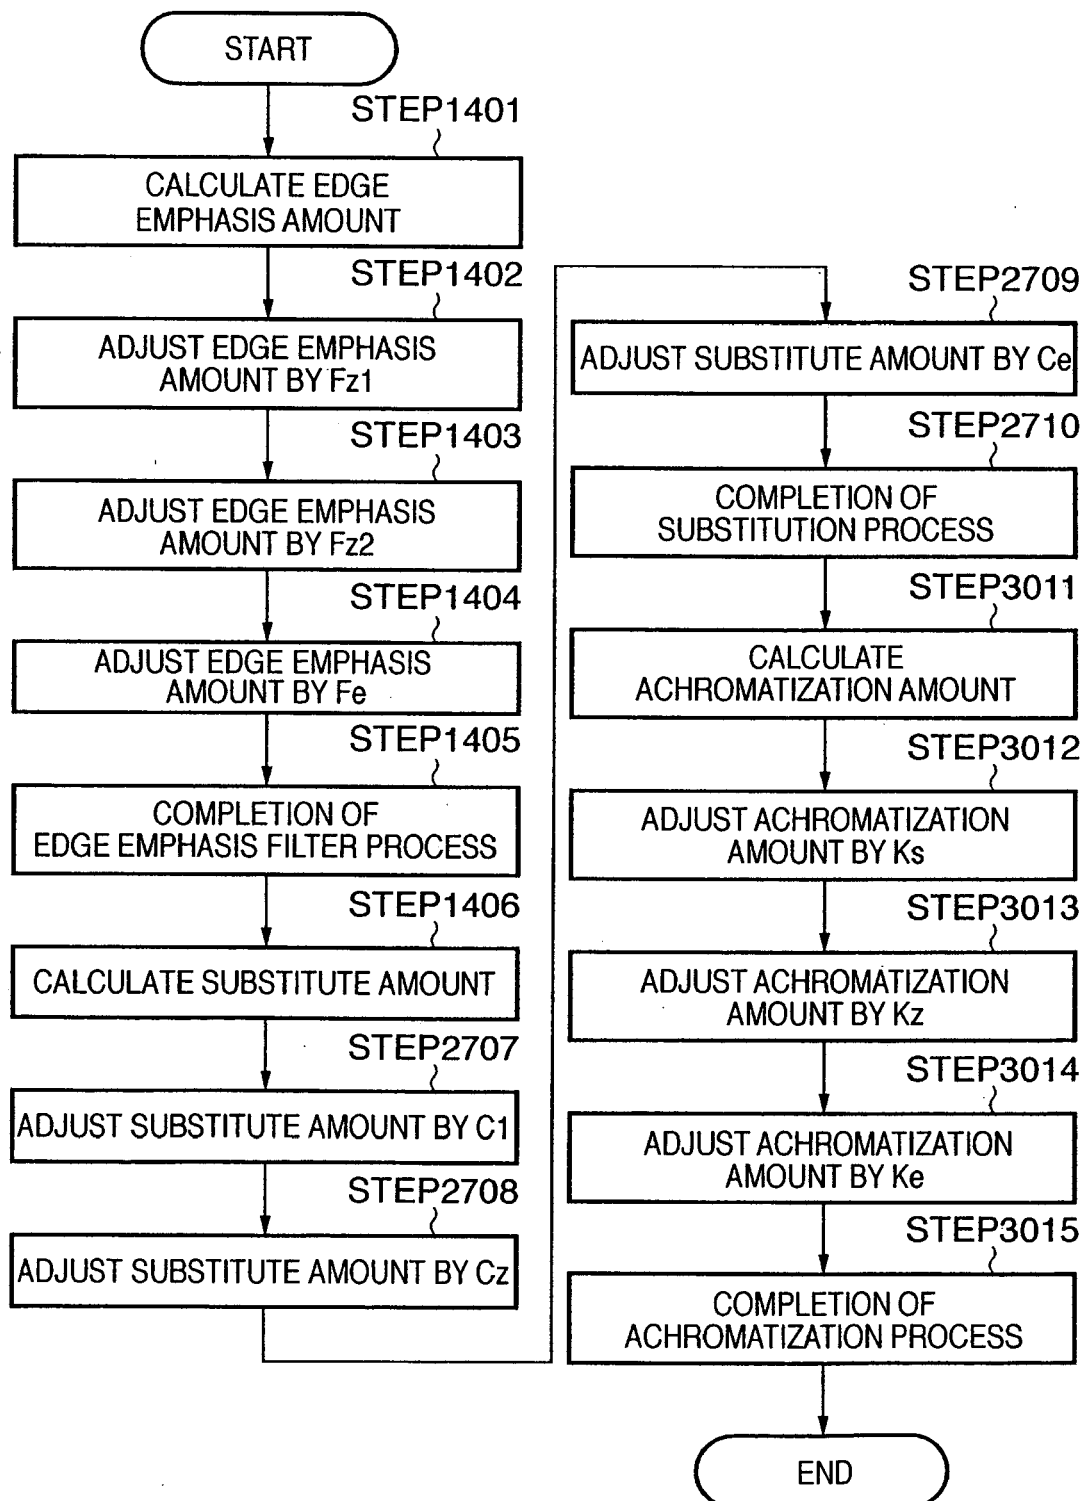 START
STEP1401
CALCULATE EDGE
EMPHASIS AMOUNT
STEP1402
ADJUST EDGE EMPHASIS
AMOUNT BY Fz1
STEP1403
ADJUST EDGE EMPHASIS
AMOUNT BY Fz2
STEP1404
ADJUST EDGE EMPHASIS
AMOUNT BY Fe
STEP1405
COMPLETION OF
EDGE EMPHASIS FILTER PROCESS
STEP1406
CALCULATE SUBSTITUTE AMOUNT
STEP2707
ADJUST SUBSTITUTE AMOUNT BY C1
STEP2708
ADJUST SUBSTITUTE AMOUNT BY Cz
STEP2709
ADJUST SUBSTITUTE AMOUNT BY Ce
STEP2710
COMPLETION OF
SUBSTITUTION PROCESS
STEP3011
CALCULATE
ACHROMATIZATION AMOUNT
STEP3012
ADJUST ACHROMATIZATION
AMOUNT BY Ks
STEP3013
ADJUST ACHROMATIZATION
AMOUNT BY Kz
STEP3014
ADJUST ACHROMATIZATION
AMOUNT BY Ke
STEP3015
COMPLETION OF
ACHROMATIZATION PROCESS
END